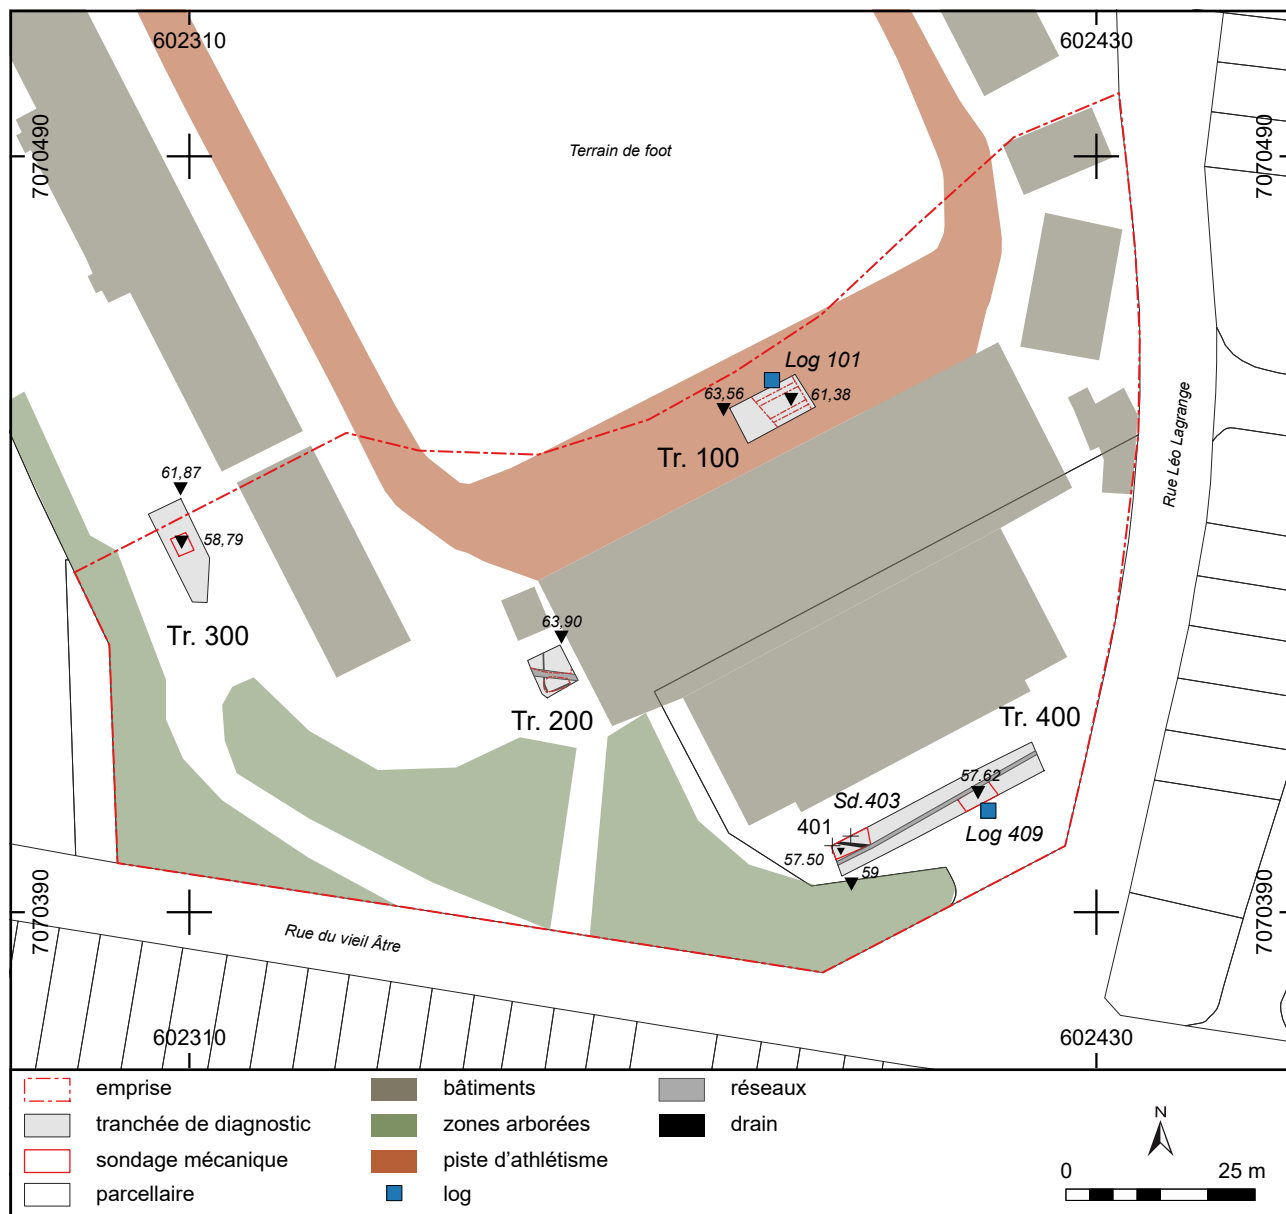 602310
602430
7070490
Terrain de foot
7070490
Log 101
63,56
61,38
Tr. 100
Rue Léo Lagrange
61,87
58,79
Tr. 300
63,90
Tr. 200
Tr. 400
57.62
Sd.403
401
Log 409
57.50
59
7070390
Rue du vieil Âtre
7070390
602310
602430
emprise
bâtiments
réseaux
tranchée de diagnostic
zones arborées
drain
sondage mécanique
piste d'athlétisme
parcellaire
log
N
0
25 m